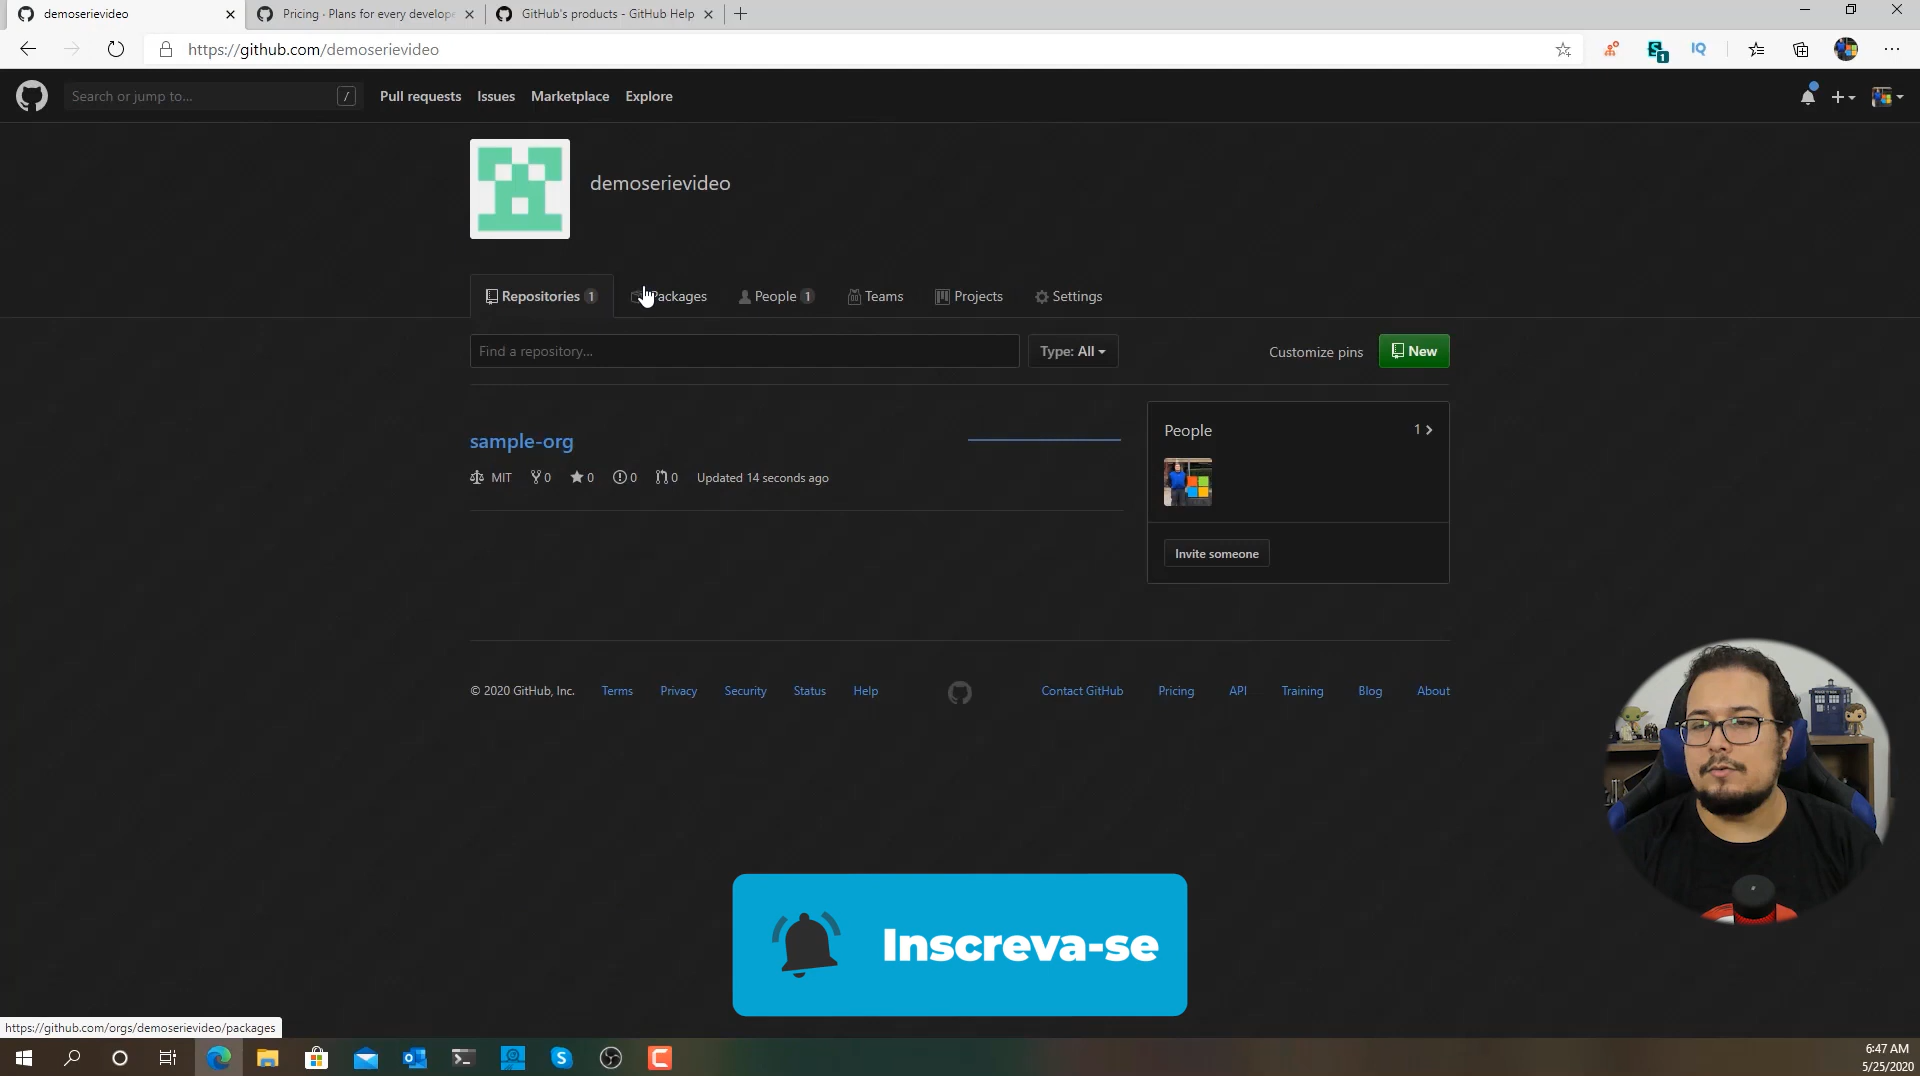 demoserievideo
Pricing · Plans for every develope
GitHub's products - GitHub Help
https://github.com/demoserievideo
1
IQ
Search or jump to...
/
Pull requests
Issues
Marketplace
Explore
demoserievideo
Repositories 1
Packages
People 1
Teams
Projects
Settings
Find a repository...
Type: All
Customize pins
New
sample-org
MIT
0
0
0
0
Updated 14 seconds ago
People
1
Invite someone
© 2020 GitHub, Inc.
Terms
Privacy
Security
Status
Help
Contact GitHub
Pricing
API
Training
Blog
About
Inscreva-se
https://github.com/orgs/demoserievideo/packages
6:47 AM
5/25/2020